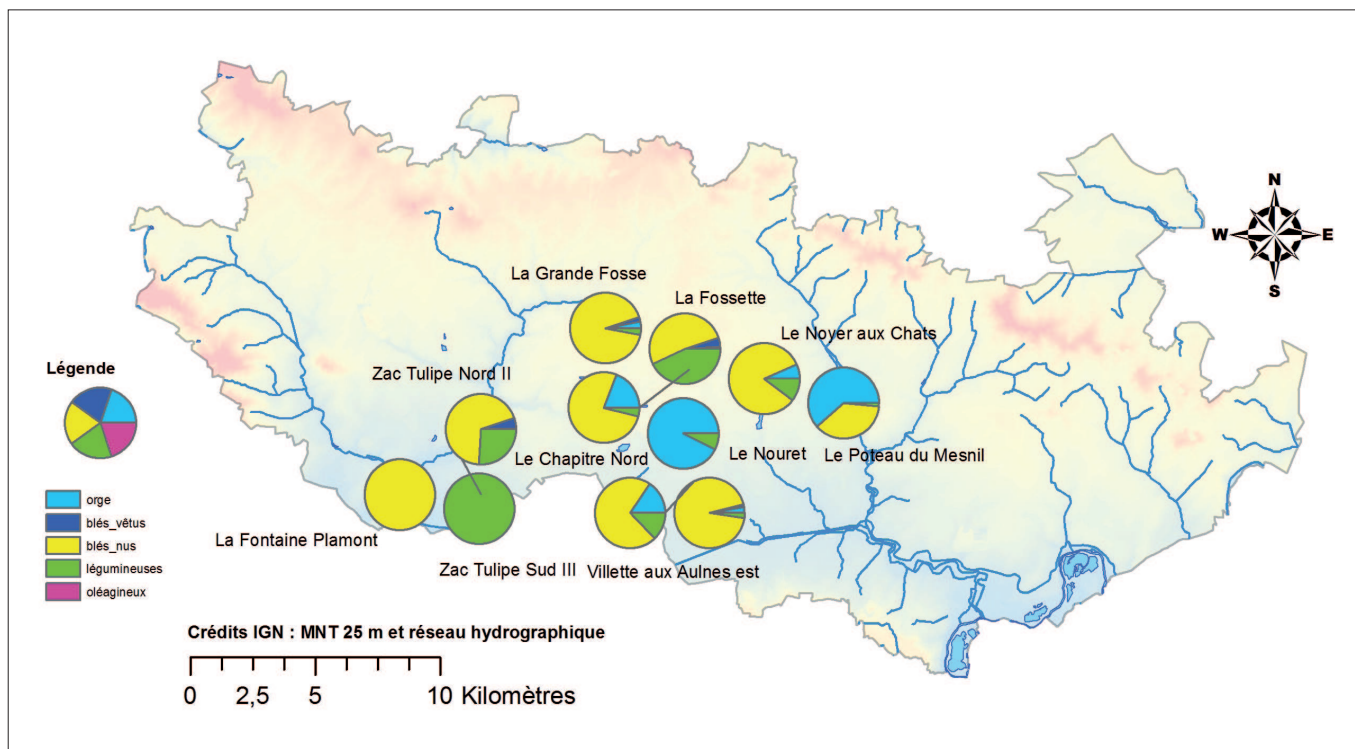 N
W
E
S
La Grande Fosse
La Fossette
Le Noyer aux Chats
Zac Tulipe Nord II
Légende
Le Chapitre Nord
Le Nouret
Le Poteau du Mesnil
orge
blés_vêtus
blés_nus
légumineuses
oléagineux
La Fontaine Plamont
Zac Tulipe Sud III
Villette aux Aulnes est
Crédits IGN : MNT 25 m et réseau hydrographique
0 2,5 5 10 Kilomètres